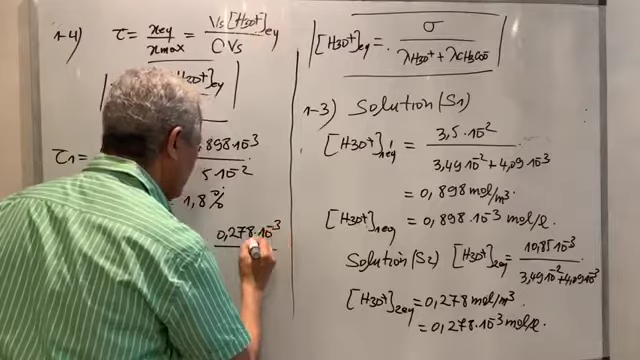 1-4) τ = xeq/xmax = Vs[H3O+]eq / C Vs
H3O+]eq
τ1 = ,898·10^-3 / 5·10^-2
1,8%
0,278·10^-3
[H3O+]eq = σ / λH3O+ + λCH3COO-
1-3) Solution (S1)
[H3O+]1eq = 3,5·10^-2 / 3,49·10^-2 + 4,09·10^-3
= 0,898 mol/m³.
[H3O+]1eq = 0,898·10^-3 mol/l.
Solution (S2) [H3O+]2eq = 10,85·10^-3 / 3,49·10^-2 + 4,09·10^-3
[H3O+]2eq = 0,278 mol/m³
= 0,278·10^-3 mol/l.